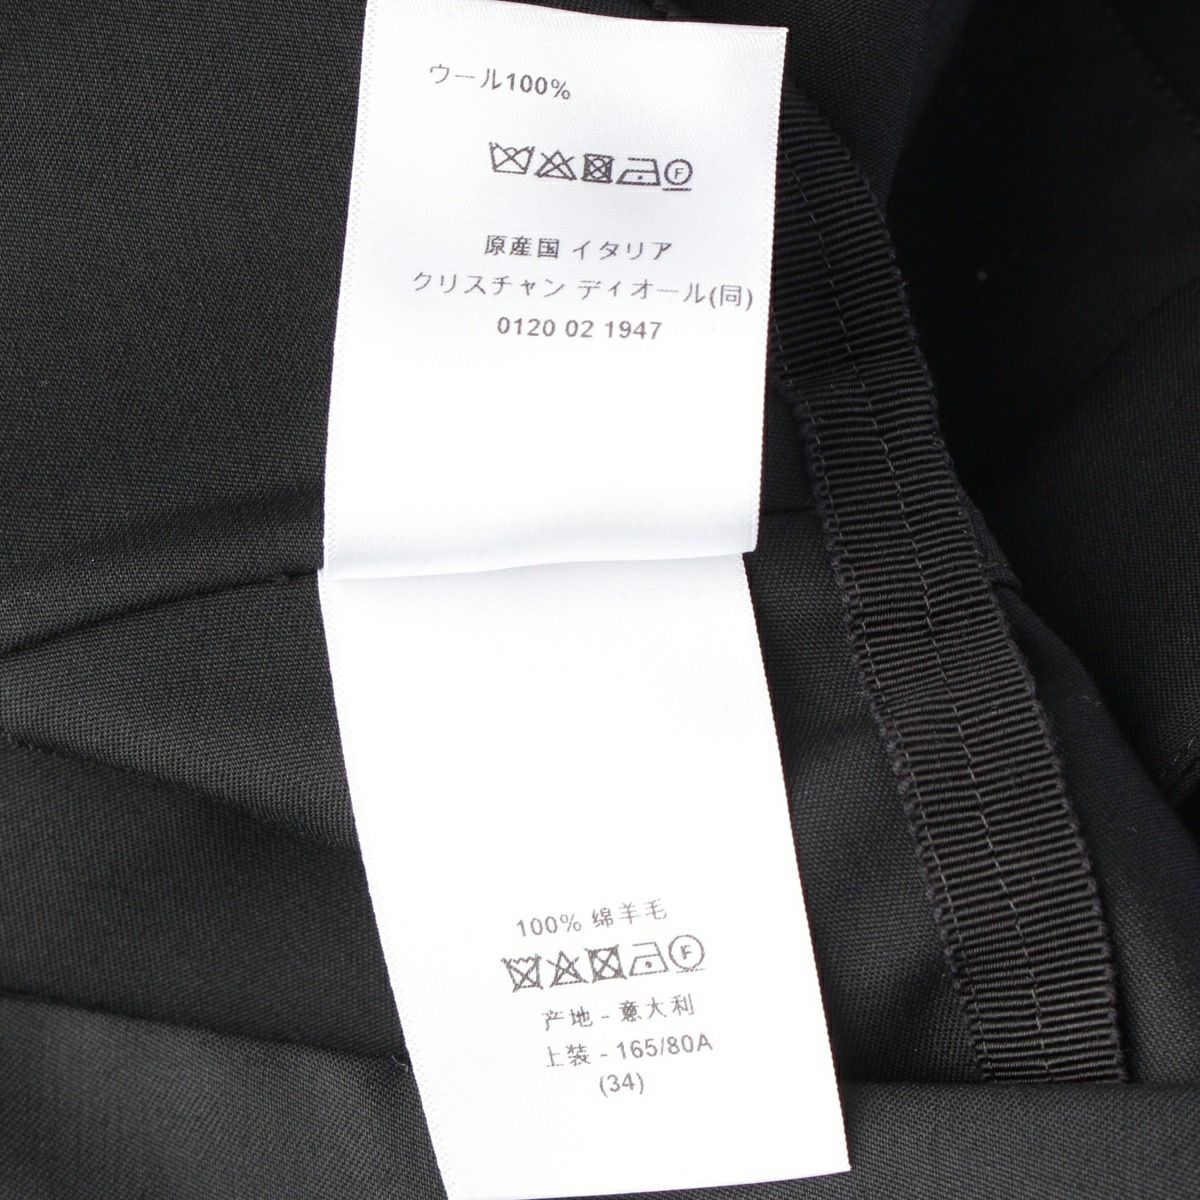 ウール100%
F
原産国 イタリア
クリスチャン ディオール(同)
0120 02 1947
100% 绵羊毛
F
产地 - 意大利
上装 - 165/80A
(34)